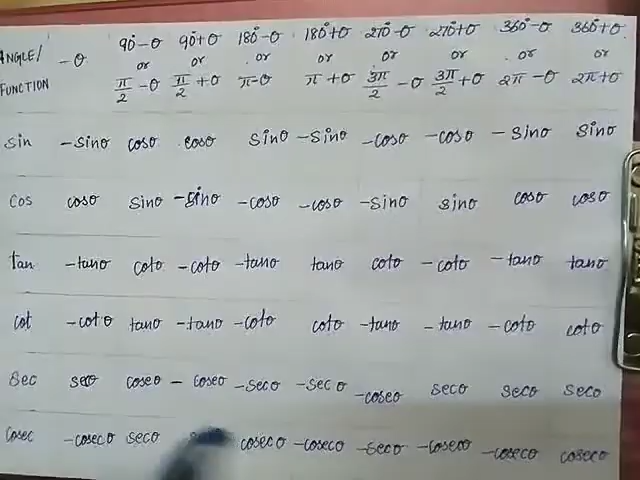 90°-θ 90°+θ 180°-θ 180°+θ 270°-θ 270°+θ 360°-θ 360°+θ
ANGLE/ -θ or or or or or or or or
FUNCTION π/2 -θ π/2 +θ π-θ π+θ 3π/2 -θ 3π/2 +θ 2π-θ 2π+θ
sin -sinθ cosθ cosθ sinθ -sinθ -cosθ -cosθ -sinθ sinθ
cos cosθ sinθ -sinθ -cosθ -cosθ -sinθ sinθ cosθ cosθ
tan -tanθ cotθ -cotθ -tanθ tanθ cotθ -cotθ -tanθ tanθ
cot -cotθ tanθ -tanθ -cotθ cotθ -tanθ -tanθ -cotθ cotθ
sec secθ cosecθ -cosecθ -secθ -secθ -cosecθ secθ secθ secθ
cosec -cosecθ secθ cosecθ -cosecθ -secθ -cosecθ -cosecθ cosecθ